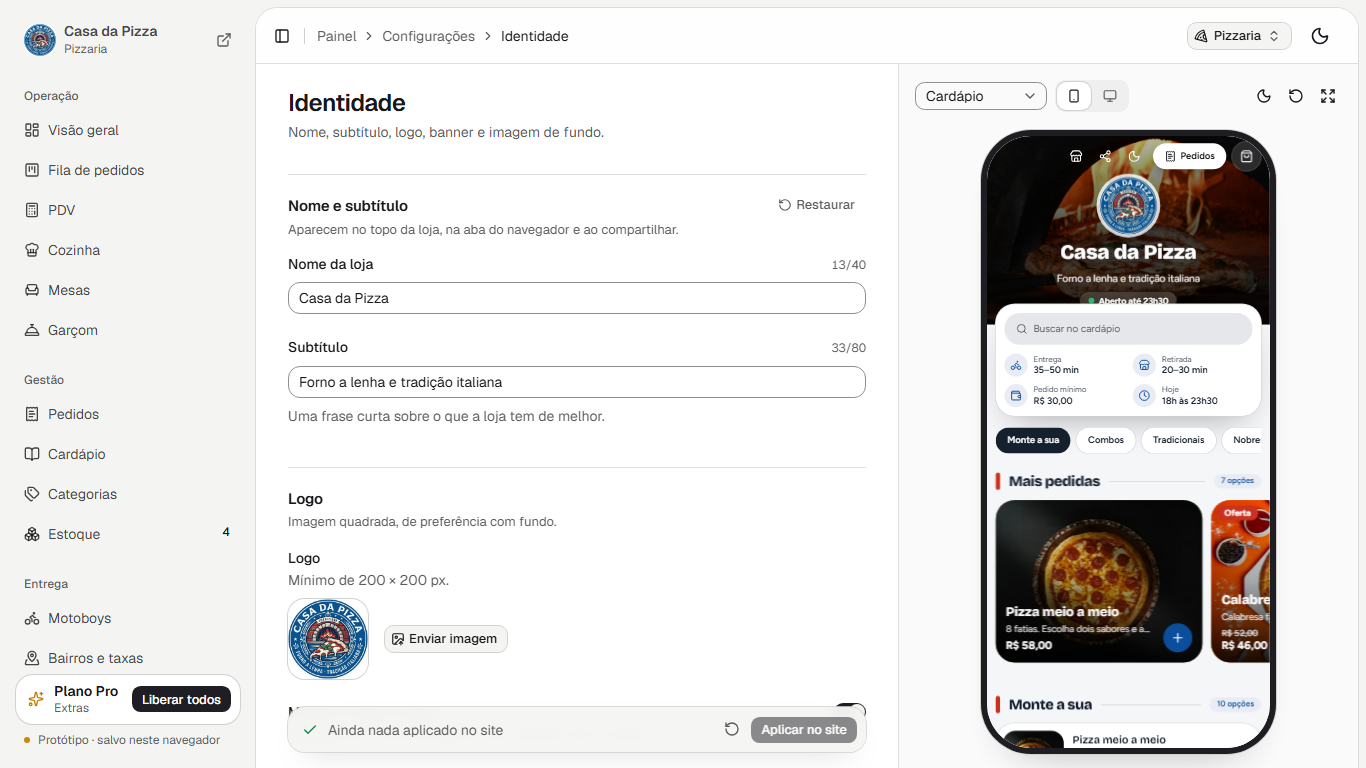 Casa da Pizza
Pizzaria
Operação
Visão geral
Fila de pedidos
PDV
Cozinha
Mesas
Garçom
Gestão
Pedidos
Cardápio
Categorias
Estoque 4
Entrega
Motoboys
Bairros e taxas
Plano Pro
Extras
Liberar todos
Protótipo · salvo neste navegador
Painel > Configurações > Identidade
Pizzaria
Identidade
Nome, subtítulo, logo, banner e imagem de fundo.
Nome e subtítulo
Restaurar
Aparecem no topo da loja, na aba do navegador e ao compartilhar.
Nome da loja 13/40
Casa da Pizza
Subtítulo 33/80
Forno a lenha e tradição italiana
Uma frase curta sobre o que a loja tem de melhor.
Logo
Imagem quadrada, de preferência com fundo.
Logo
Mínimo de 200 × 200 px.
CASA DA PIZZA
Enviar imagem
Ainda nada aplicado no site
Aplicar no site
Cardápio
Pedidos
CASA DA PIZZA
Casa da Pizza
Forno a lenha e tradição italiana
Aberto até 23h30
Buscar no cardápio
Entrega
35–50 min
Retirada
20–30 min
Pedido mínimo
R$ 30,00
Hoje
18h às 23h30
Monte a sua
Combos
Tradicionais
Nobre
Mais pedidas
7 opções
Pizza meio a meio
8 fatias. Escolha dois sabores e a...
R$ 58,00
Oferta
Calabre
Calabresa f
R$ 52,00
R$ 46,00
Monte a sua
10 opções
Pizza meio a meio